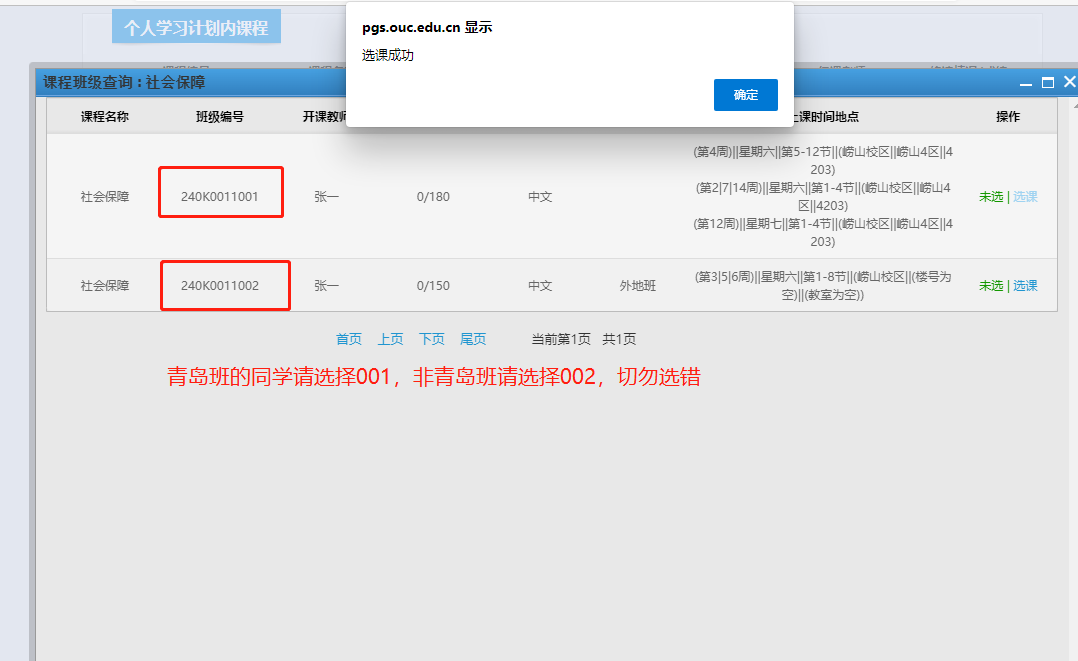 个人学习计划内课程
pgs.ouc.edu.cn 显示
选课成功
确定
课程班级查询：社会保障
课程名称 班级编号 开课教师 上课时间地点 操作
社会保障 240K0011001 张一 0/180 中文 (第4周)||星期六||第5-12节||(崂山校区||崂山4区||4
203)
(第2|7|14周)||星期六||第1-4节||(崂山校区||崂山4
区||4203)
(第12周)||星期七||第1-4节||(崂山校区||崂山4区||4
203)
未选 | 选课
社会保障 240K0011002 张一 0/150 中文 外地班 (第3|5|6周)||星期六||第1-8节||(崂山校区||(楼号为
空)||(教室为空))
未选 | 选课
首页 上页 下页 尾页 当前第1页 共1页
青岛班的同学请选择001，非青岛班请选择002，切勿选错